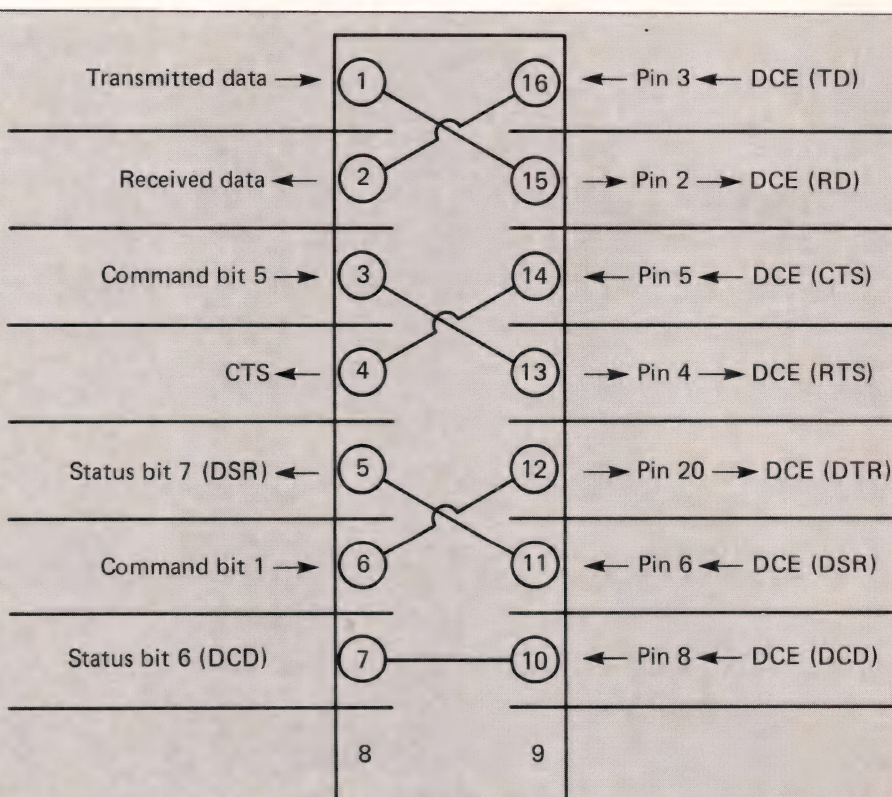 Transmitted data → 1 16 ← Pin 3 ← DCE (TD)
Received data ← 2 15 → Pin 2 → DCE (RD)
Command bit 5 → 3 14 ← Pin 5 ← DCE (CTS)
CTS ← 4 13 → Pin 4 → DCE (RTS)
Status bit 7 (DSR) ← 5 12 → Pin 20 → DCE (DTR)
Command bit 1 → 6 11 ← Pin 6 ← DCE (DSR)
Status bit 6 (DCD) 7 10 ← Pin 8 ← DCE (DCD)
8 9